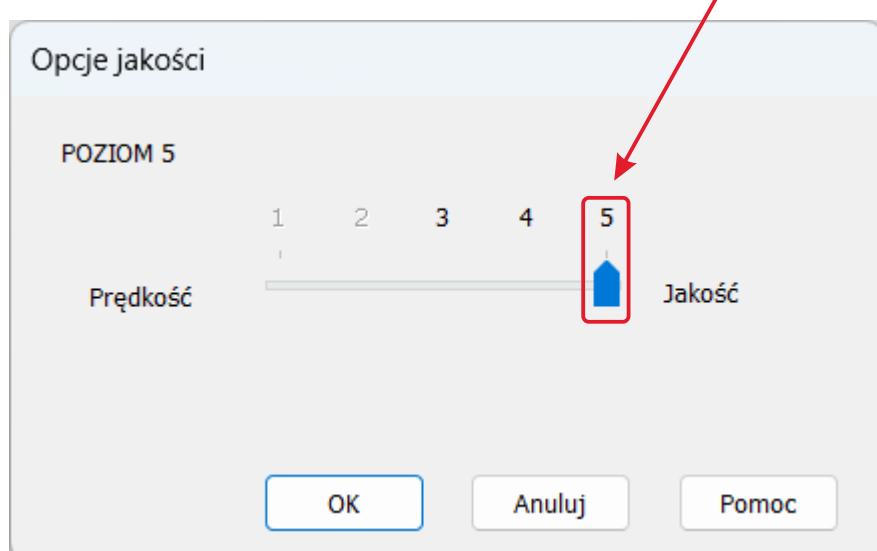 Opcje jakości
POZIOM 5
1 2 3 4 5
Prędkość Jakość
OK Anuluj Pomoc